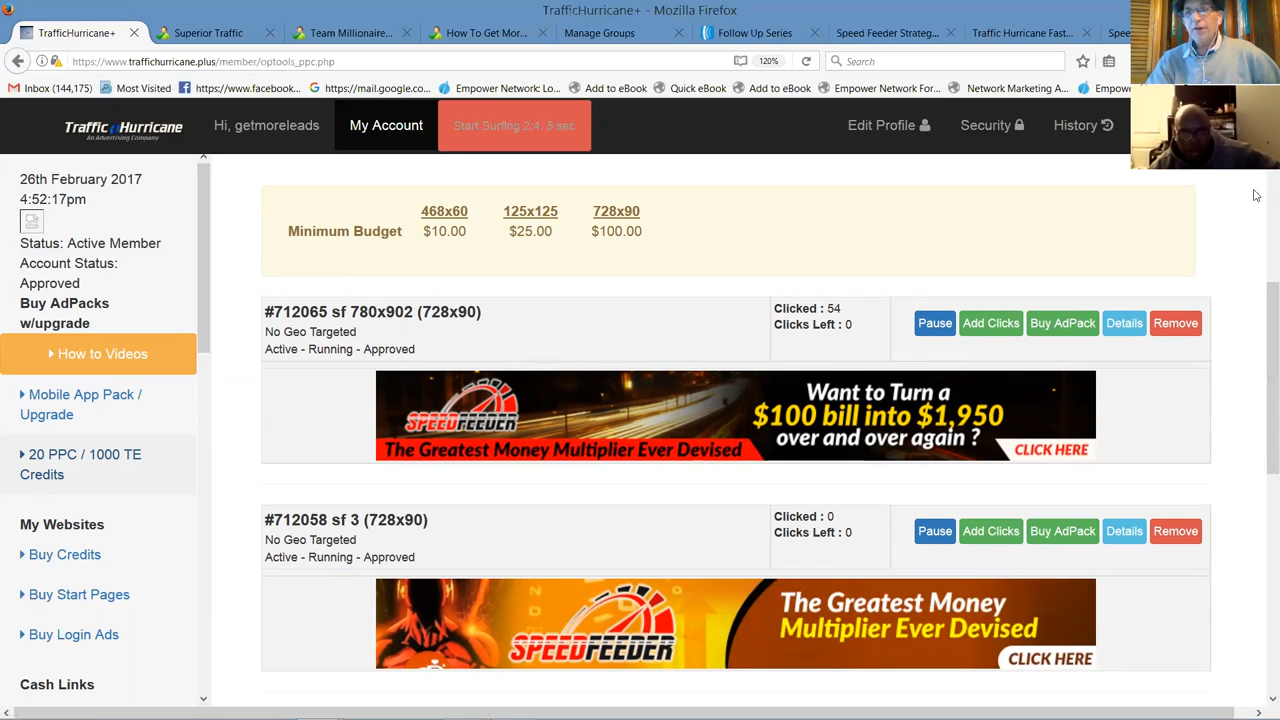 TrafficHurricane+ - Mozilla Firefox
TrafficHurricane+
Superior Traffic
Team Millionaire...
How To Get Mor...
Manage Groups
Follow Up Series
Speed Feeder Strateg...
Traffic Hurricane Fast...
Spee
https://www.traffichurricane.plus/member/optools_ppc.php
120%
Search
Inbox (144,175)
Most Visited
https://www.facebook...
https://mail.google.co...
Empower Network: Lo...
Add to eBook
Quick eBook
Add to eBook
Empower Network For...
Network Marketing A...
Empow
Traffic Hurricane
An Advertising Company
Hi, getmoreleads
My Account
Start Surfing 2,4, 5 sec
Edit Profile
Security
History
26th February 2017
4:52:17pm
Status: Active Member
Account Status:
Approved
Buy AdPacks
w/upgrade
How to Videos
Mobile App Pack /
Upgrade
20 PPC / 1000 TE
Credits
My Websites
Buy Credits
Buy Start Pages
Buy Login Ads
Cash Links
468x60 125x125 728x90
Minimum Budget $10.00 $25.00 $100.00
#712065 sf 780x902 (728x90)
No Geo Targeted
Active - Running - Approved
Clicked : 54
Clicks Left : 0
Pause Add Clicks Buy AdPack Details Remove
SPEEDFEEDER
The Greatest Money Multiplier Ever Devised
Want to Turn a
$100 bill into $1,950
over and over again ?
CLICK HERE
#712058 sf 3 (728x90)
No Geo Targeted
Active - Running - Approved
Clicked : 0
Clicks Left : 0
Pause Add Clicks Buy AdPack Details Remove
SPEEDFEEDER
The Greatest Money
Multiplier Ever Devised
CLICK HERE